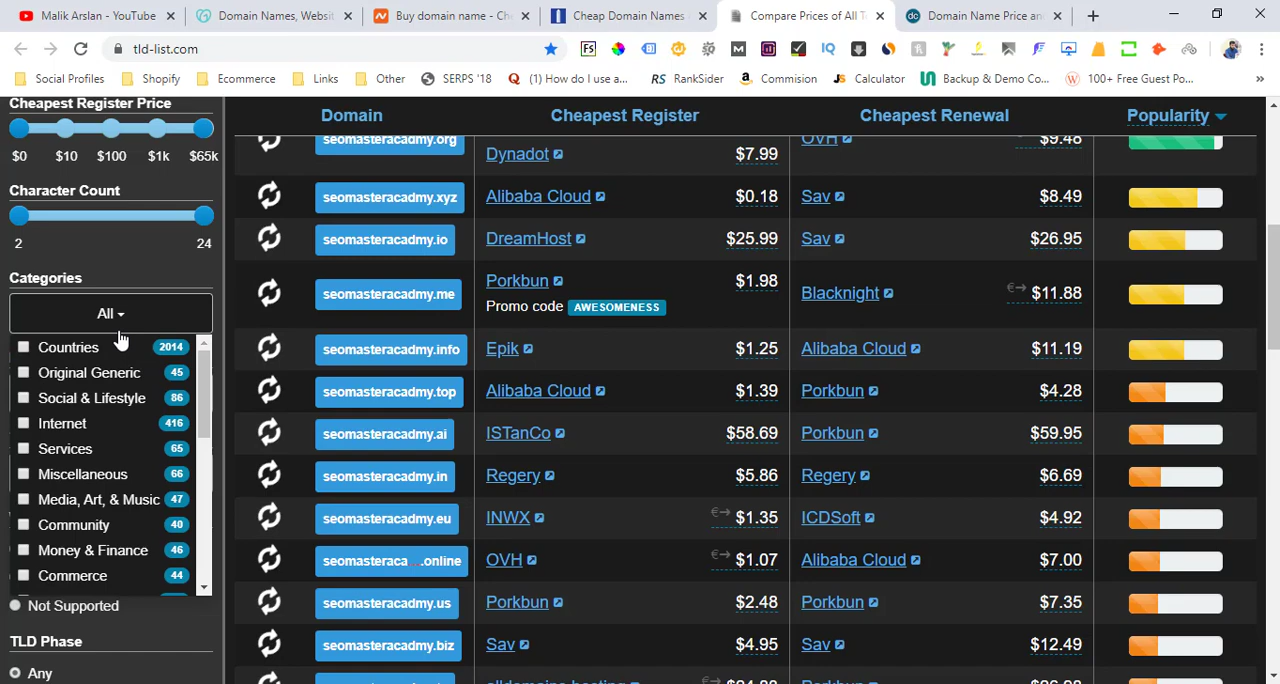 Malik Arslan - YouTube
Domain Names, Websit
Buy domain name - Che
Cheap Domain Names
Compare Prices of All T
Domain Name Price an
tld-list.com
Social Profiles
Shopify
Ecommerce
Links
Other
SERPS '18
(1) How do I use a...
RankSider
Commision
Calculator
Backup & Demo Co...
100+ Free Guest Po...
Cheapest Register Price
$0 $10 $100 $1k $65k
Character Count
2 24
Categories
All
Countries 2014
Original Generic 45
Social & Lifestyle 86
Internet 416
Services 65
Miscellaneous 66
Media, Art, & Music 47
Community 40
Money & Finance 46
Commerce 44
Not Supported
TLD Phase
Any
Domain Cheapest Register Cheapest Renewal Popularity
seomasteracadmy.org Dynadot $7.99 OVH $9.48
seomasteracadmy.xyz Alibaba Cloud $0.18 Sav $8.49
seomasteracadmy.io DreamHost $25.99 Sav $26.95
seomasteracadmy.me Porkbun $1.98 Blacknight €→ $11.88
Promo code AWESOMENESS
seomasteracadmy.info Epik $1.25 Alibaba Cloud $11.19
seomasteracadmy.top Alibaba Cloud $1.39 Porkbun $4.28
seomasteracadmy.ai ISTanCo $58.69 Porkbun $59.95
seomasteracadmy.in Regery $5.86 Regery $6.69
seomasteracadmy.eu INWX €→ $1.35 ICDSoft $4.92
seomasteraca....online OVH €→ $1.07 Alibaba Cloud $7.00
seomasteracadmy.us Porkbun $2.48 Porkbun $7.35
seomasteracadmy.biz Sav $4.95 Sav $12.49